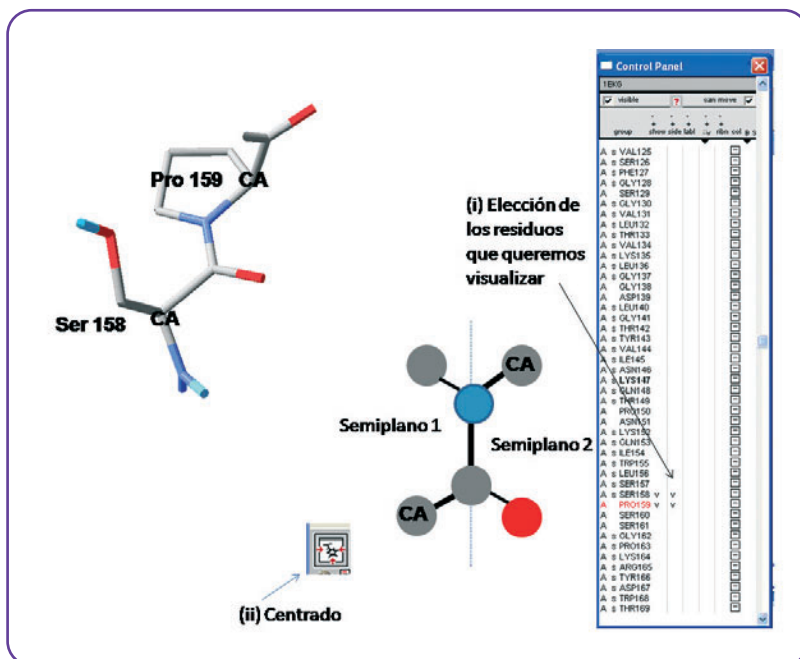 Pro 159 CA
Ser 158
CA
(i) Elección de
los residuos
que queremos
visualizar
CA
Semiplano 1
Semiplano 2
CA
(ii) Centrado
Control Panel
1EKG
visible
?
can move
group show side labl ribn col
A s VAL125
A s SER126
A s PHE127
A s GLY128
A SER129
A s GLY130
A s VAL131
A s LEU132
A s THR133
A s VAL134
A s LYS135
A s LEU136
A s GLY137
A GLY138
A ASP139
A s LEU140
A s GLY141
A s THR142
A s TYR143
A s VAL144
A s ILE145
A s ASN146
A s LYS147
A s GLN148
A s THR149
A PRO150
A ASN151
A s LYS152
A s GLN153
A s ILE154
A s TRP155
A s LEU156
A s SER157
A s SER158 v v
A PRO159 v v
A SER160
A SER161
A s GLY162
A s PRO163
A s LYS164
A s ARG165
A s TYR166
A s ASP167
A s TRP168
A s THR169